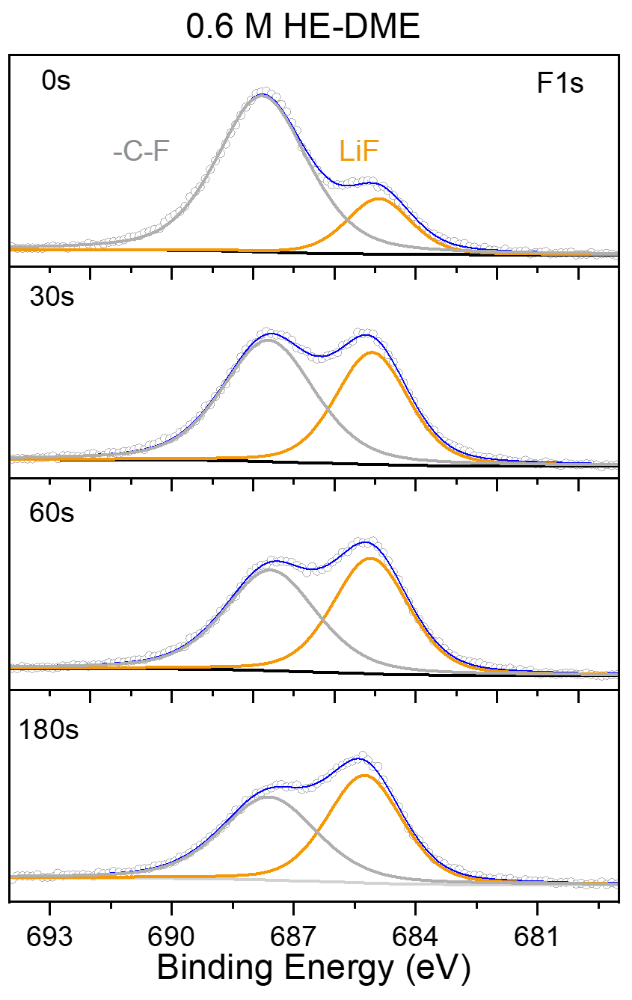 0.6 M HE-DME
0s
F1s
-C-F
LiF
30s
60s
180s
693 690 687 684 681
Binding Energy (eV)